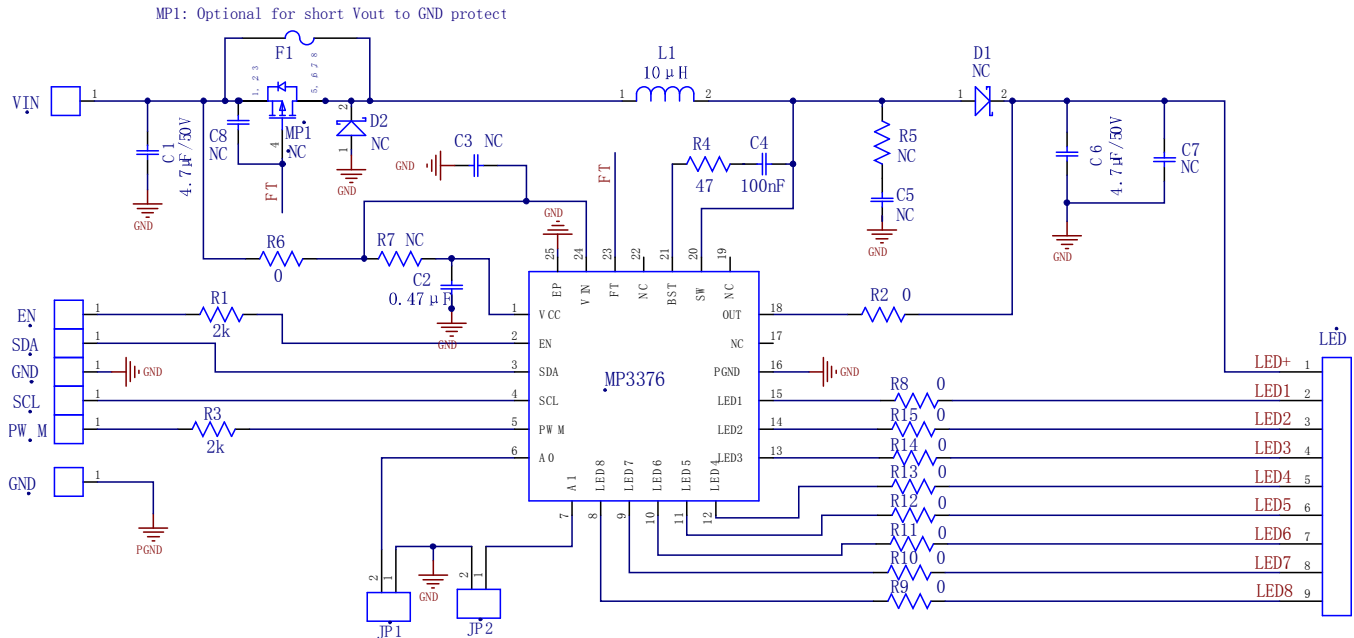 MP1: Optional for short Vout to GND protect
F1
1, 2, 3
5, 6, 7, 8
L1
10 μH
D1
NC
VIN
1
1
2
1
2
C1
4.7μF/50V
C8
NC
MP1
NC
4
2
D2
NC
1
GND
GND
FT
C3 NC
GND
FT
R4
47
C4
100nF
R5
NC
C5
NC
GND
C6
4.7μF/50V
C7
NC
GND
GND
R6
0
R7 NC
C2
0.47μF
GND
25
24
23
22
21
20
19
EP
VIN
FT
NC
BST
SW
NC
EN
1
R1
2k
1
VCC
OUT
18
R2 0
SDA
1
2
EN
NC
17
GND
1
GND
3
SDA
PGND
16
GND
SCL
1
4
SCL
LED1
15
PWM
1
R3
2k
5
PWM
LED2
14
6
A0
LED3
13
MP3376
A1
LED8
LED7
LED6
LED5
LED4
7
8
9
10
11
12
GND
1
PGND
R8 0
R15 0
R14 0
R13 0
R12 0
R11 0
R10 0
R9 0
LED
LED+ 1
LED1 2
LED2 3
LED3 4
LED4 5
LED5 6
LED6 7
LED7 8
LED8 9
2
1
GND
2
1
JP1
JP2